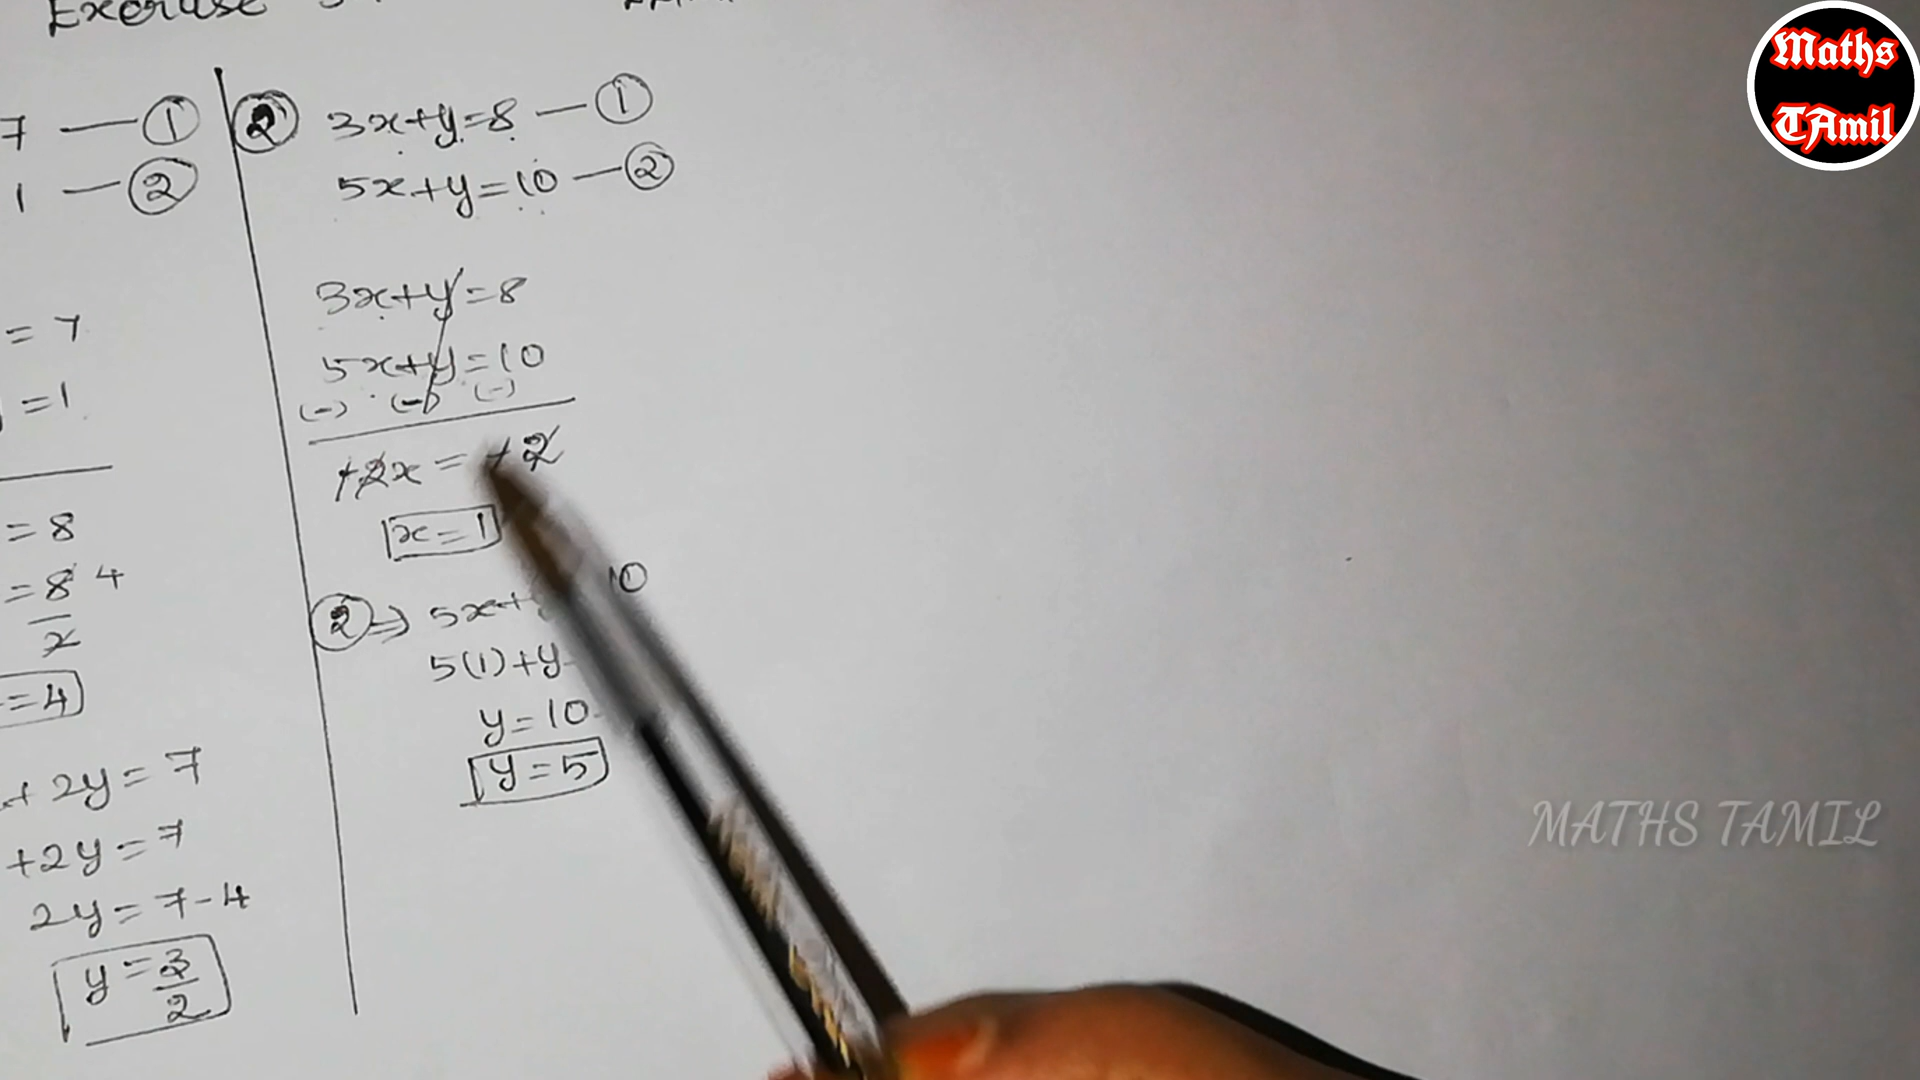 Exercise
7 — ①
1 — ②
= 7
= 1
= 8
= 8 4
2
= 4
+ 2y = 7
+2y = 7
2y = 7-4
y = 3
2
② 3x+y=8 — ①
5x+y=10 — ②
3x+y=8
5x+y=10
(-) (-) (-)
+2x = +2
x=1
② ⇒ 5x+ 10
5(1)+y
y=10-
y=5
Maths
TAmil
MATHS TAMIL